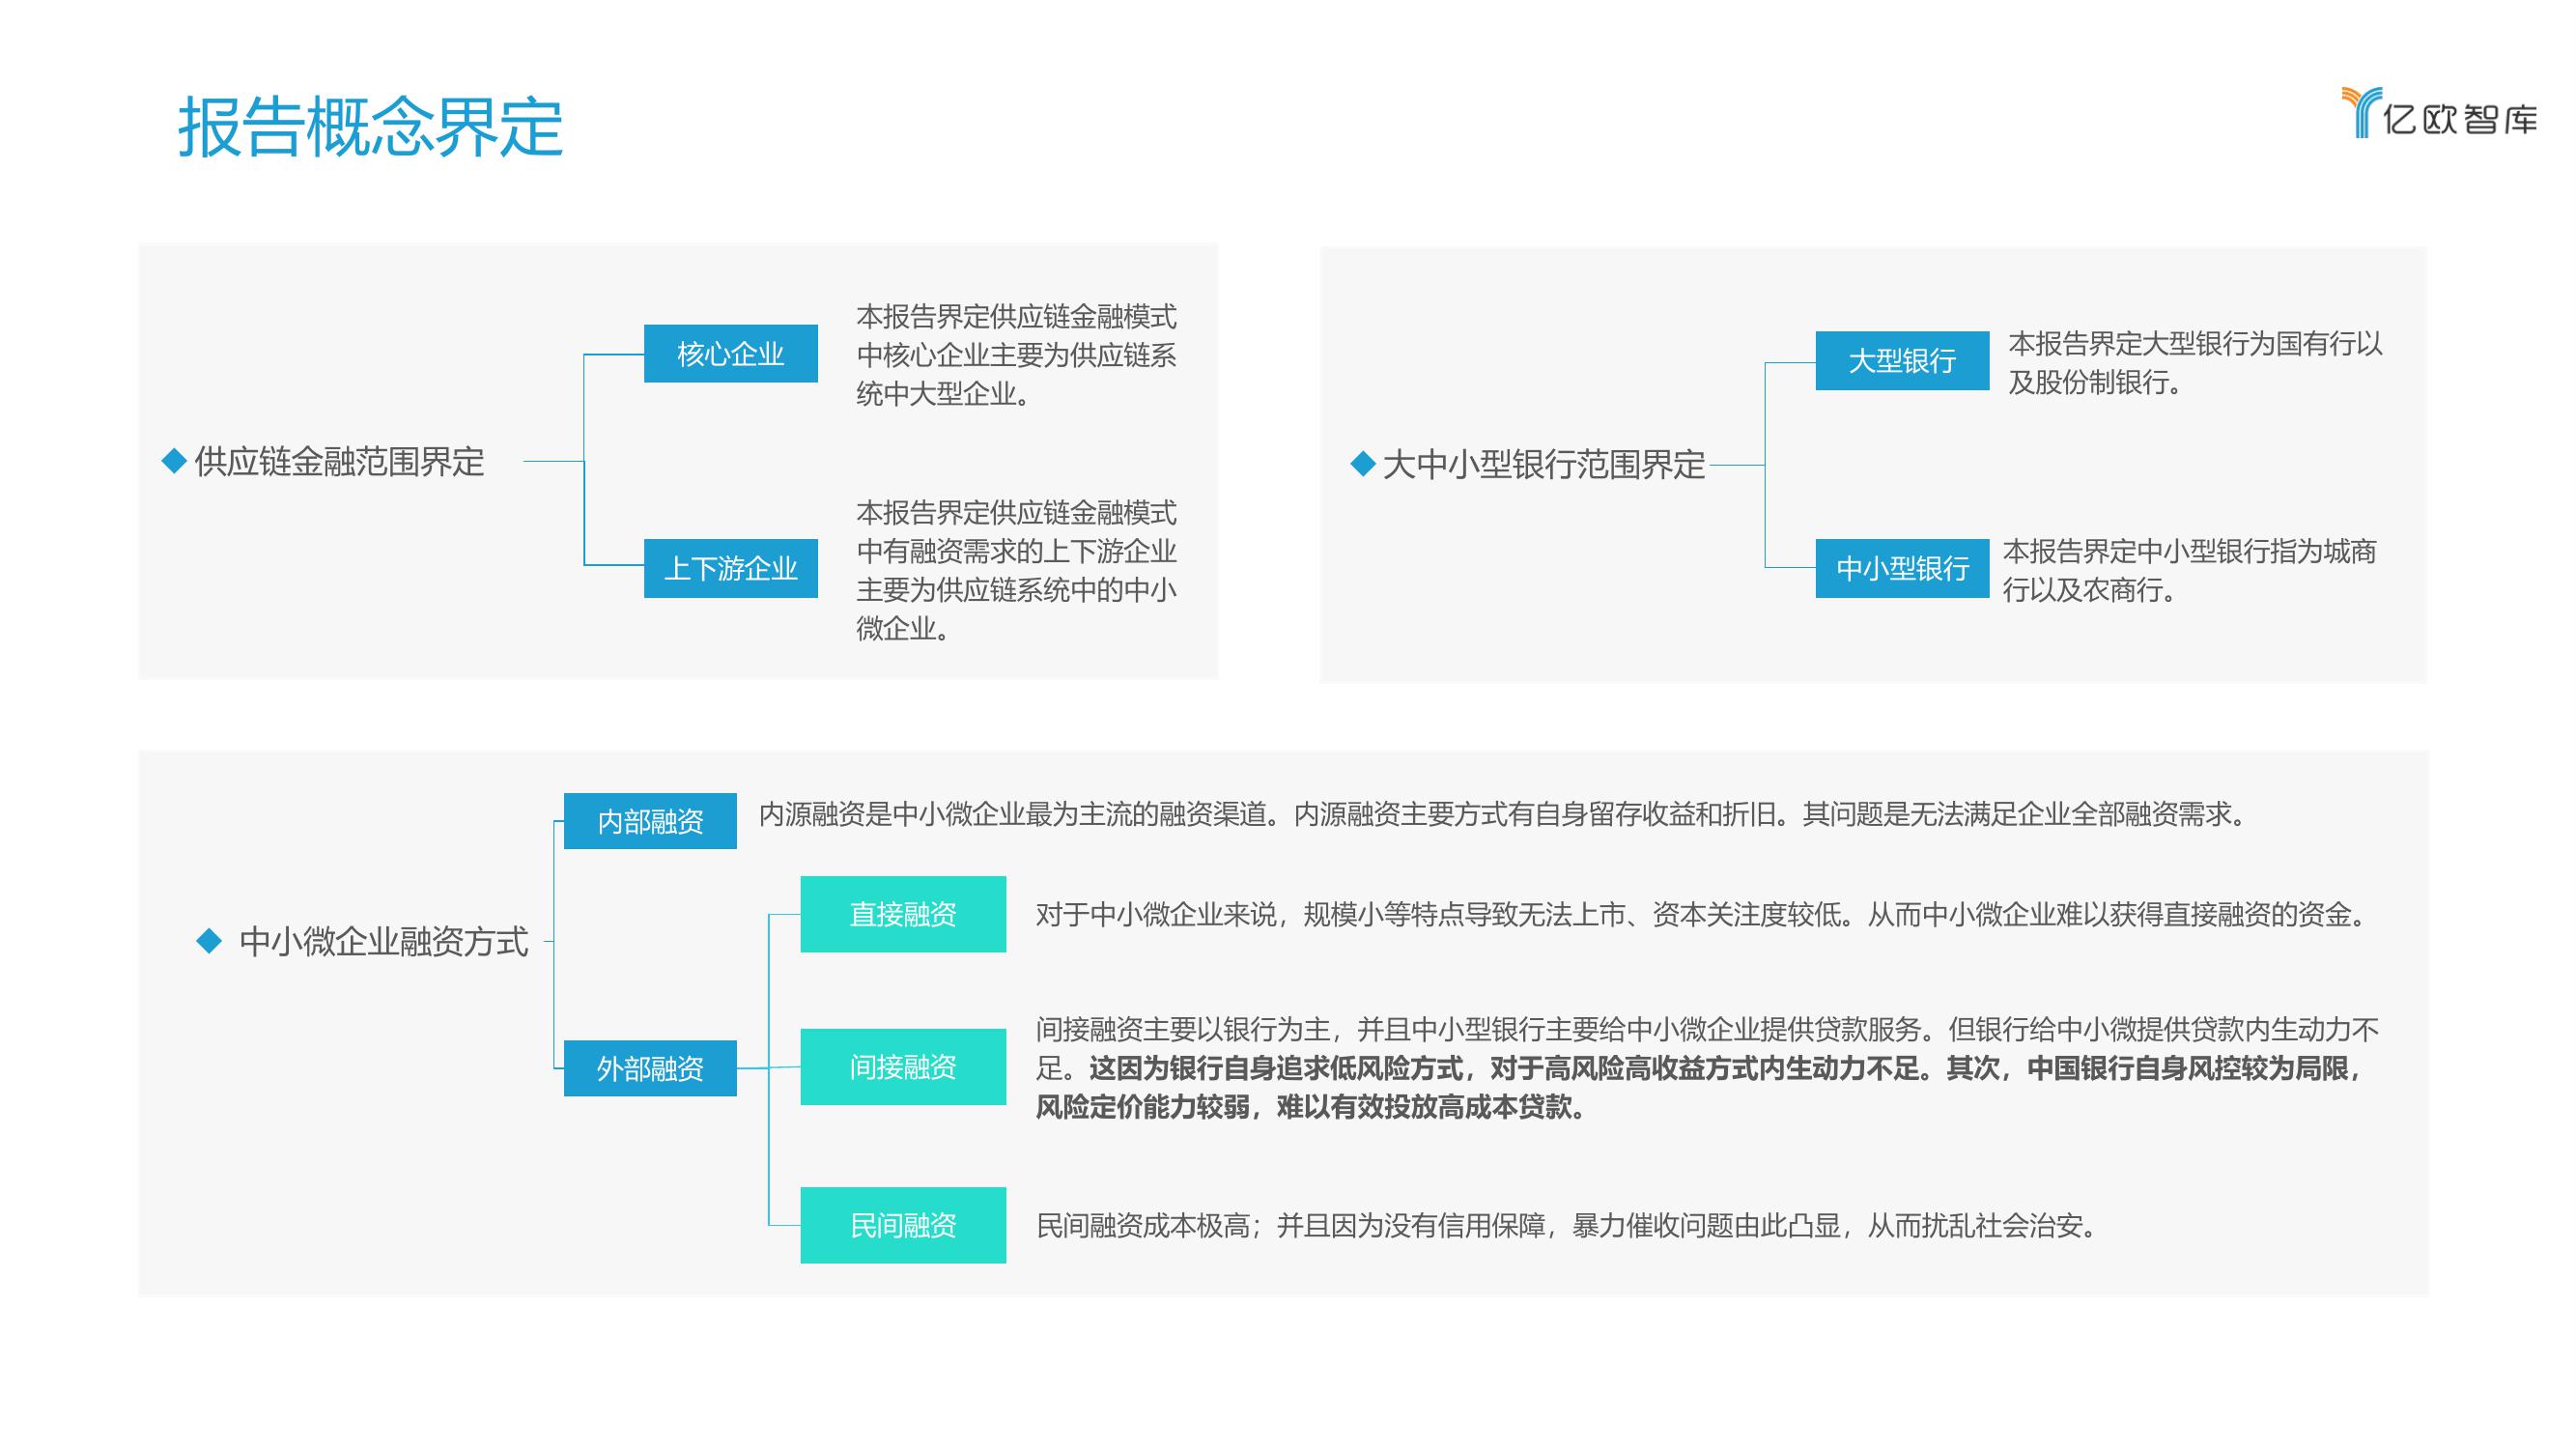 报告概念界定
亿欧智库
供应链金融范围界定
核心企业
本报告界定供应链金融模式
中核心企业主要为供应链系
统中大型企业。
上下游企业
本报告界定供应链金融模式
中有融资需求的上下游企业
主要为供应链系统中的中小
微企业。
大中小型银行范围界定
大型银行
本报告界定大型银行为国有行以
及股份制银行。
中小型银行
本报告界定中小型银行指为城商
行以及农商行。
中小微企业融资方式
内部融资
内源融资是中小微企业最为主流的融资渠道。内源融资主要方式有自身留存收益和折旧。其问题是无法满足企业全部融资需求。
外部融资
直接融资
对于中小微企业来说，规模小等特点导致无法上市、资本关注度较低。从而中小微企业难以获得直接融资的资金。
间接融资
间接融资主要以银行为主，并且中小型银行主要给中小微企业提供贷款服务。但银行给中小微提供贷款内生动力不
足。这因为银行自身追求低风险方式，对于高风险高收益方式内生动力不足。其次，中国银行自身风控较为局限，
风险定价能力较弱，难以有效投放高成本贷款。
民间融资
民间融资成本极高；并且因为没有信用保障，暴力催收问题由此凸显，从而扰乱社会治安。